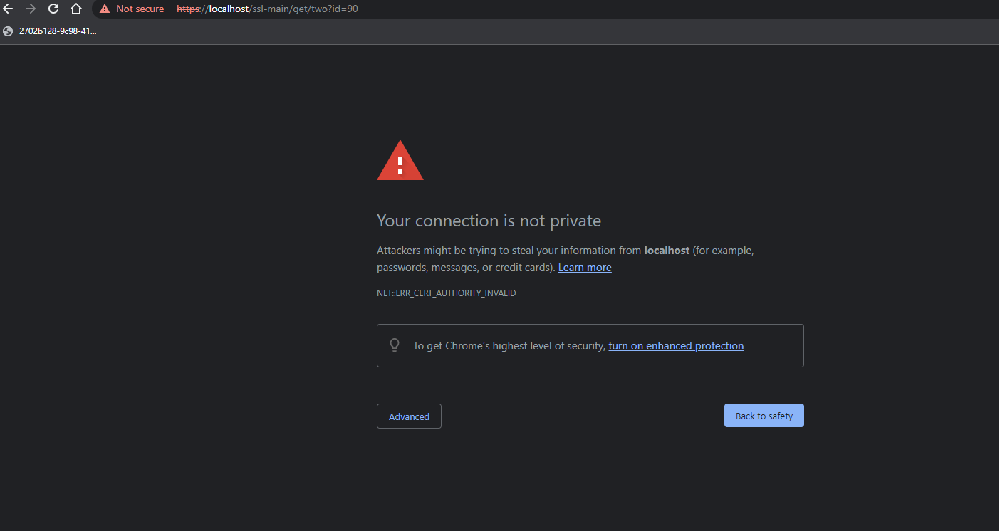 Not secure https://localhost/ssl-main/get/two?id=90
2702b128-9c98-41...
Your connection is not private
Attackers might be trying to steal your information from localhost (for example,
passwords, messages, or credit cards). Learn more
NET::ERR_CERT_AUTHORITY_INVALID
To get Chrome's highest level of security, turn on enhanced protection
Advanced
Back to safety